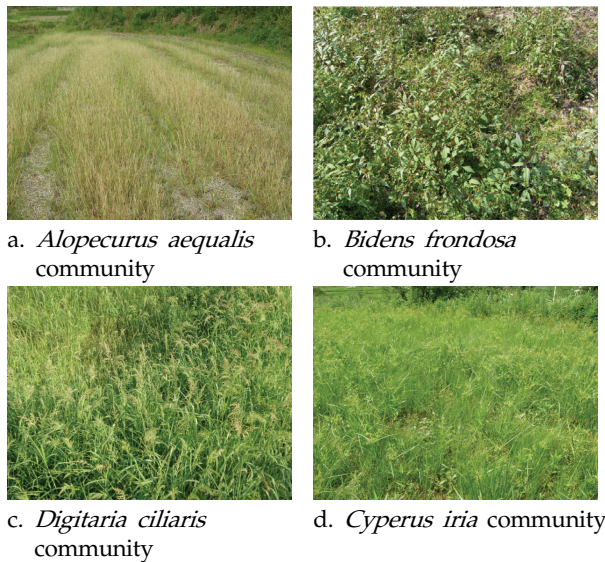 a. Alopecurus aequalis
community
b. Bidens frondosa
community
c. Digitaria ciliaris
community
d. Cyperus iria community